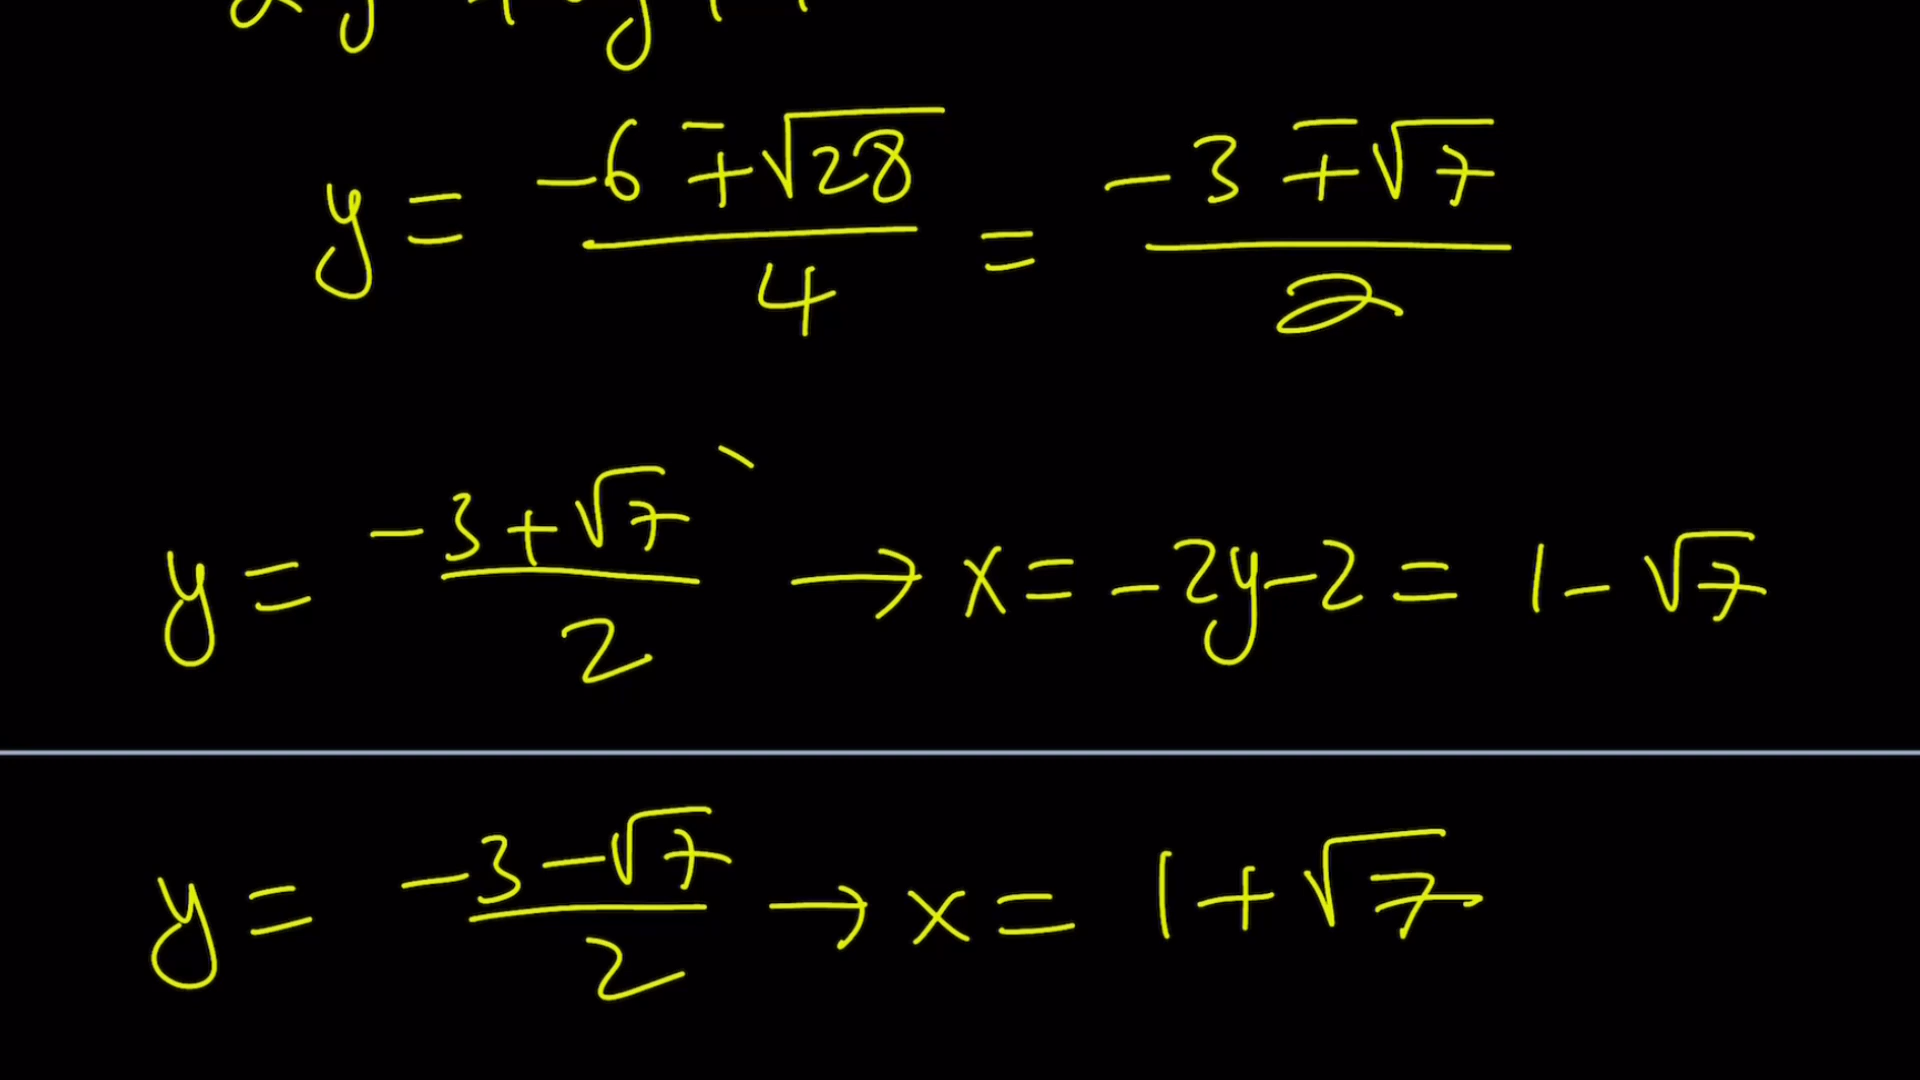 y = (-6 ∓ √28)/4 = (-3 ∓ √7)/2
y = (-3+√7)/2 → x = -2y-2 = 1-√7
y = (-3-√7)/2 → x = 1+√7